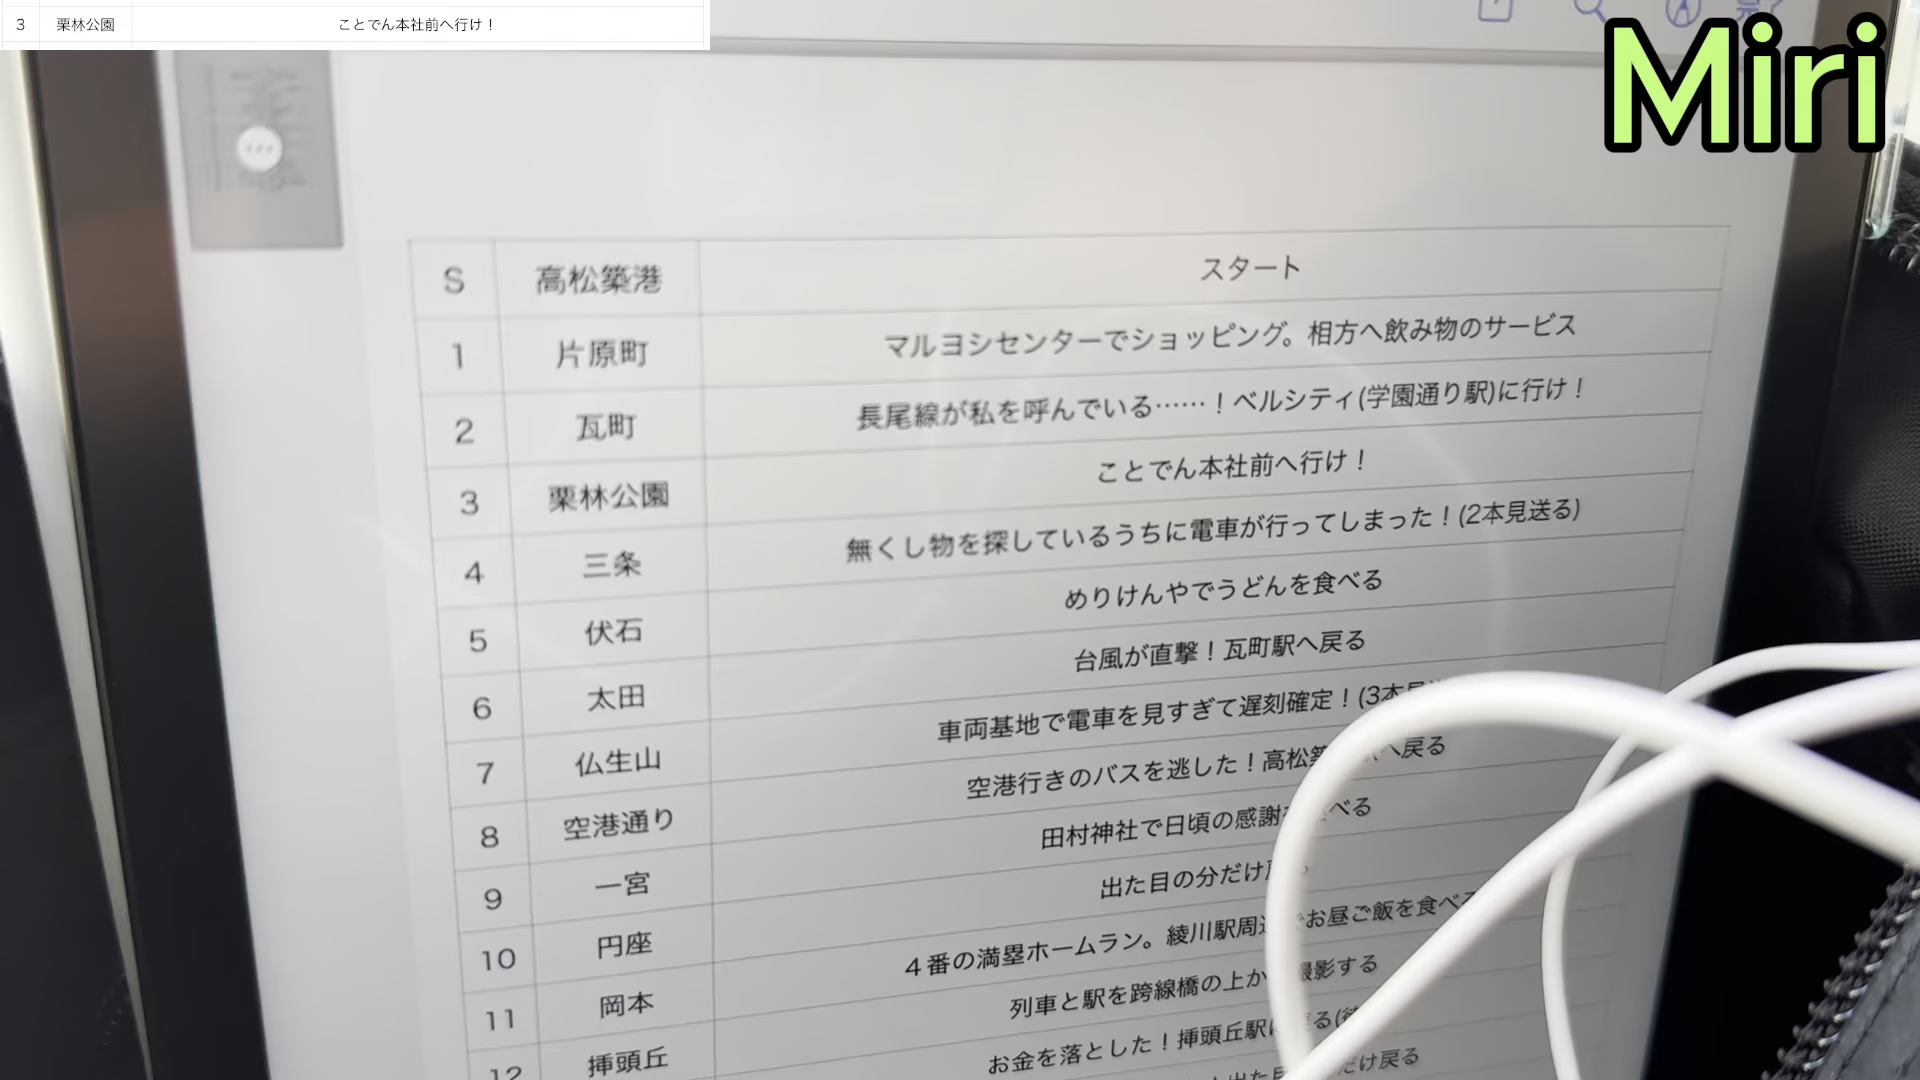 3 栗林公園 ことでん本社前へ行け！
Miri
S 高松築港 スタート
1 片原町 マルヨシセンターでショッピング。相方へ飲み物のサービス
2 瓦町 長尾線が私を呼んでいる……！ベルシティ(学園通り駅)に行け！
3 栗林公園 ことでん本社前へ行け！
4 三条 無くし物を探しているうちに電車が行ってしまった！(2本見送る)
5 伏石 めりけんやでうどんを食べる
6 太田 台風が直撃！瓦町駅へ戻る
7 仏生山 車両基地で電車を見すぎて遅刻確定！(3本
8 空港通り 空港行きのバスを逃した！高松 へ戻る
9 一宮 田村神社で日頃の感謝 べる
10 円座 出た目の分だけ
11 岡本 ４番の満塁ホームラン。綾川駅周 お昼ご飯を食べ
12 挿頭丘 列車と駅を跨線橋の上か 撮影する
お金を落とした！挿頭丘駅 る
出た だけ戻る